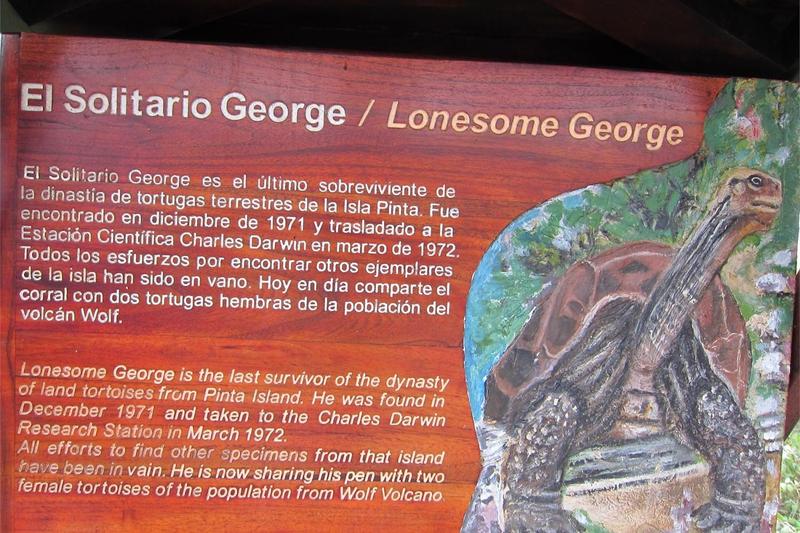 El Solitario George / Lonesome George
El Solitario George es el último sobreviviente de
la dinastia de tortugas terrestres de la Isla Pinta. Fue
encontrado en diciembre de 1971 y trasladado a la
Estación Científica Charles Darwin en marzo de 1972.
Todos los esfuerzos por encontrar otros ejemplares
de la isla han sido en vano. Hoy en día comparte el
corral con dos tortugas hembras de la población del
volcán Wolf.
Lonesome George is the last survivor of the dynasty
of land tortoises from Pinta Island. He was found in
December 1971 and taken to the Charles Darwin
Research Station in March 1972.
All efforts to find other specimens from that island
have been in vain. He is now sharing his pen with two
female tortoises of the population from Wolf Volcano